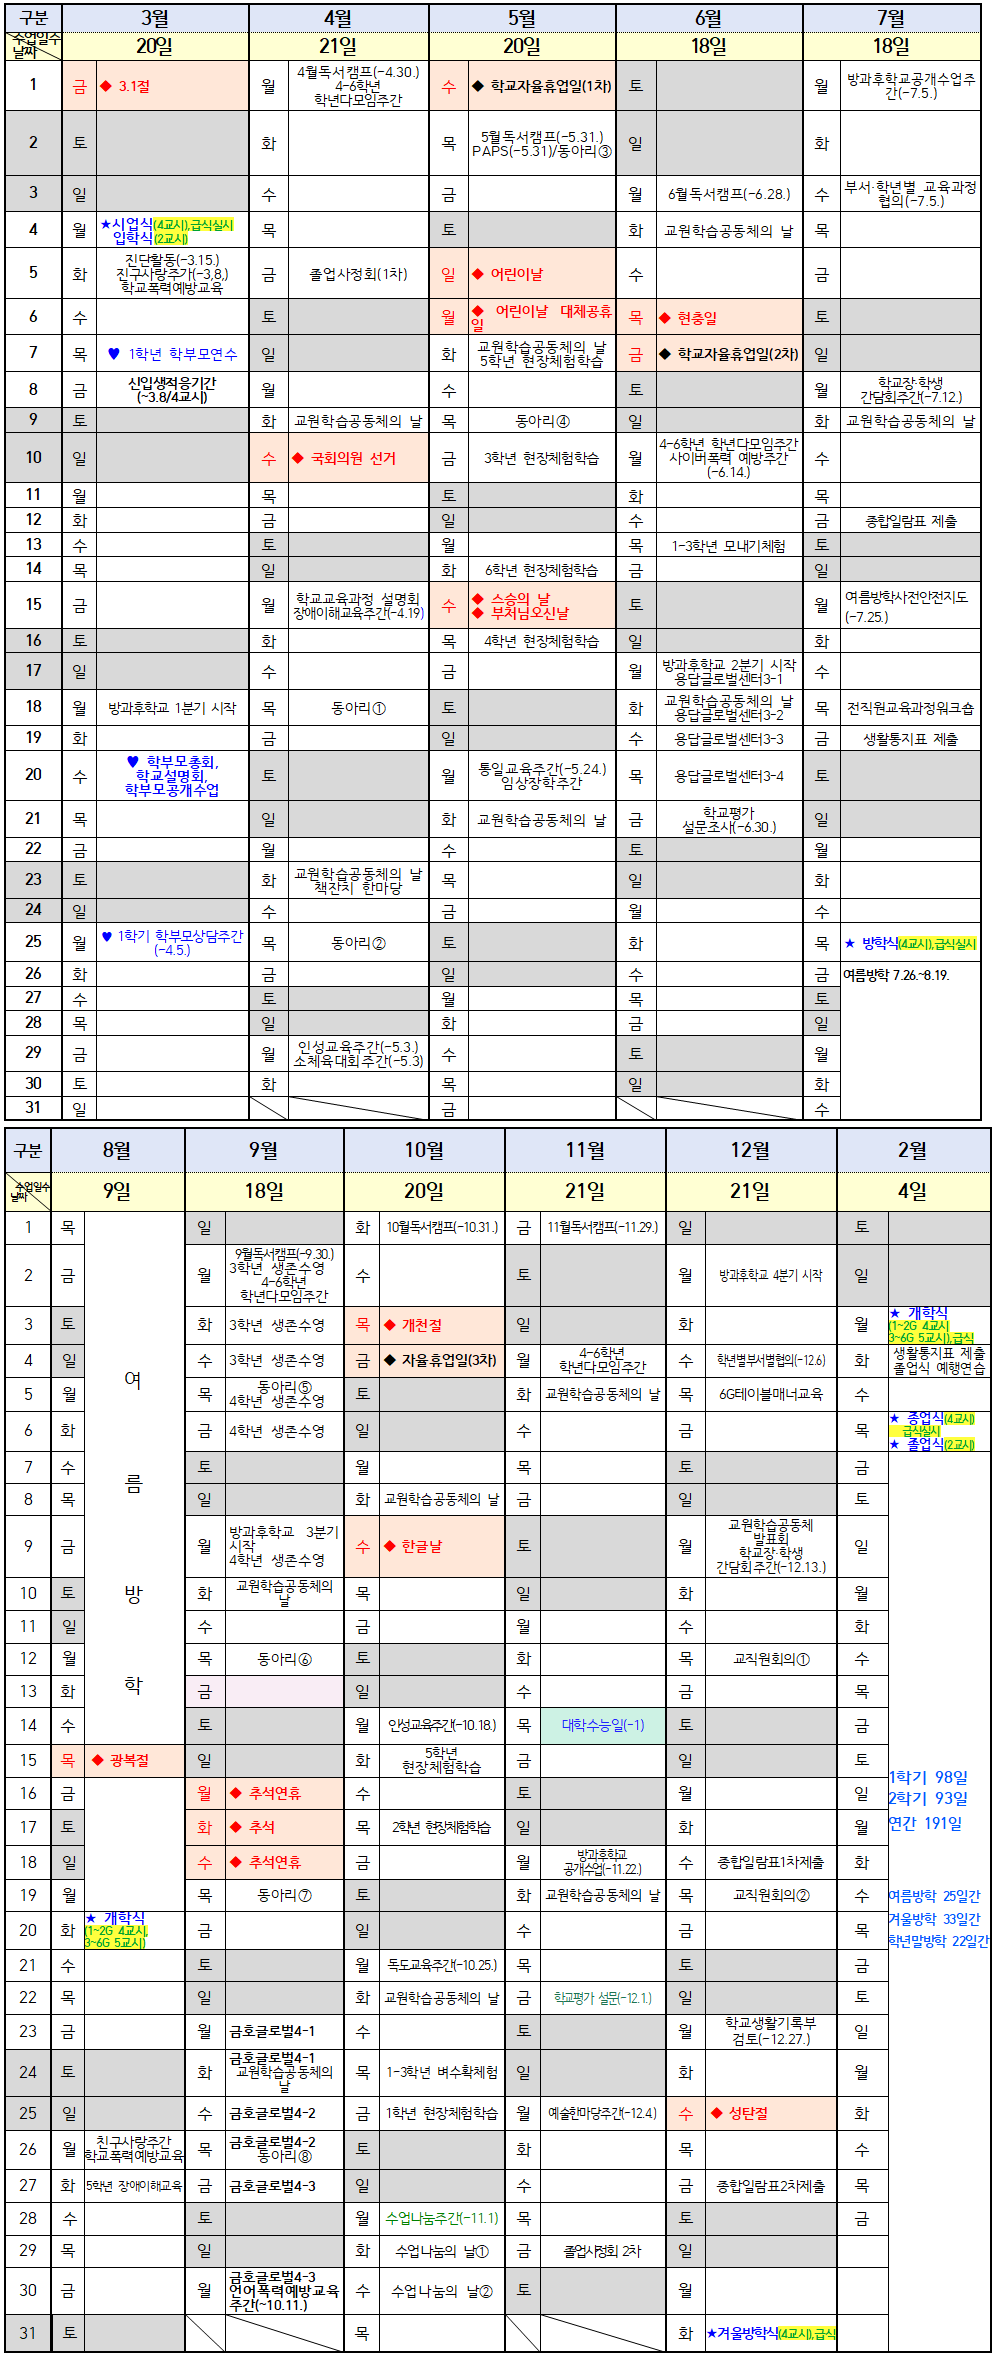 구분 3월 4월 5월 6월 7월
수업일수 날짜 20일 21일 20일 18일 18일
1 금 ◆ 3.1절 월 4월독서캠프(-4.30.) 4-6학년 학년다모임주간 수 ◆ 학교자율휴업일(1차) 토 월 방과후학교공개수업주간(-7.5.)
2 토 화 목 5월독서캠프(-5.31.) PAPS(-5.31)/동아리③ 일 화
3 일 수 금 월 6월독서캠프(-6.28.) 수 부서·학년별 교육과정 협의(-7.5.)
4 월 ★시업식(4교시),급식실시 입학식(2교시) 목 토 화 교원학습공동체의 날 목
5 화 진단활동(-3.15.) 친구사랑주간(-3,8,) 학교폭력예방교육 금 졸업사정회(1차) 일 ◆ 어린이날 수 금
6 수 토 월 ◆ 어린이날 대체공휴일 목 ◆ 현충일 토
7 목 ♥ 1학년 학부모연수 일 화 교원학습공동체의 날 5학년 현장체험학습 금 ◆ 학교자율휴업일(2차) 일
8 금 신입생적응기간 (~3.8/4교시) 월 수 토 월 학교장·학생 간담회주간(-7.12.)
9 토 화 교원학습공동체의 날 목 동아리④ 일 화 교원학습공동체의 날
10 일 수 ◆ 국회의원 선거 금 3학년 현장체험학습 월 4-6학년 학년다모임주간 사이버폭력 예방주간 (-6.14.) 수
11 월 목 토 화 목
12 화 금 일 수 금 종합일람표 제출
13 수 토 월 목 1-3학년 모내기체험 토
14 목 일 화 6학년 현장체험학습 금 일
15 금 월 학교교육과정 설명회 장애이해교육주간(-4.19) 수 ◆ 스승의 날 ◆ 부처님오신날 토 월 여름방학사전안전지도 (-7.25.)
16 토 화 목 4학년 현장체험학습 일 화
17 일 수 금 월 방과후학교 2분기 시작 용답글로벌센터3-1 수
18 월 방과후학교 1분기 시작 목 동아리① 토 화 교원학습공동체의 날 용답글로벌센터3-2 목 전직원교육과정워크숍
19 화 금 일 수 용답글로벌센터3-3 금 생활통지표 제출
20 수 ♥ 학부모총회, 학교설명회, 학부모공개수업 토 월 통일교육주간(-5.24.) 임상장학주간 목 용답글로벌센터3-4 토
21 목 일 화 교원학습공동체의 날 금 학교평가 설문조사(-6.30.) 일
22 금 월 수 토 월
23 토 화 교원학습공동체의 날 책잔치 한마당 목 일 화
24 일 수 금 월 수
25 월 ♥ 1학기 학부모상담주간 (-4.5.) 목 동아리② 토 화 목 ★ 방학식(4교시),급식실시
26 화 금 일 수 금 여름방학 7.26.~8.19.
27 수 토 월 목 토
28 목 일 화 금 일
29 금 월 인성교육주간(-5.3.) 소체육대회주간(-5.3) 수 토 월
30 토 화 목 일 화
31 일 금 수
구분 8월 9월 10월 11월 12월 2월
수업일수 날짜 9일 18일 20일 21일 21일 4일
1 목 일 화 10월독서캠프(-10.31.) 금 11월독서캠프(-11.29.) 일 토
2 금 월 9월독서캠프(-9.30.) 3학년 생존수영 4-6학년 학년다모임주간 수 토 월 방과후학교 4분기 시작 일
3 토 화 3학년 생존수영 목 ◆ 개천절 일 화 월 ★ 개학식 (1~2G 4교시 3~6G 5교시),급식
4 일 수 3학년 생존수영 금 ◆ 자율휴업일(3차) 월 4-6학년 학년다모임주간 수 학년별부서별협의(-12.6) 화 생활통지표 제출 졸업식 예행연습
5 월 여 목 동아리⑤ 4학년 생존수영 토 화 교원학습공동체의 날 목 6G테이블매너교육 수
6 화 금 4학년 생존수영 일 수 금 목 ★ 종업식(4교시) 급식실시 ★ 졸업식(2교시)
7 수 름 토 월 목 토 금
8 목 일 화 교원학습공동체의 날 금 일 토
9 금 월 방과후학교 3분기 시작 4학년 생존수영 수 ◆ 한글날 토 월 교원학습공동체 발표회 학교장·학생 간담회주간(-12.13.) 일
10 토 방 화 교원학습공동체의 날 목 일 화 월
11 일 수 금 월 수 화
12 월 목 동아리⑥ 토 화 목 교직원회의① 수
13 화 학 금 일 수 금 목
14 수 토 월 인성교육주간(-10.18.) 목 대학수능일(-1) 토 금
15 목 ◆ 광복절 일 화 5학년 현장체험학습 금 일 토
16 금 월 ◆ 추석연휴 수 토 월 일 1학기 98일 2학기 93일
17 토 화 ◆ 추석 목 2학년 현장체험학습 일 화 월 연간 191일
18 일 수 ◆ 추석연휴 금 월 방과후학교 공개수업(-11.22.) 수 종합일람표1차제출 화
19 월 목 동아리⑦ 토 화 교원학습공동체의 날 목 교직원회의② 수 여름방학 25일간
20 화 ★ 개학식 (1~2G 4교시, 3~6G 5교시) 금 일 수 금 목 겨울방학 33일간 학년말방학 22일간
21 수 토 월 독도교육주간(-10.25.) 목 토 금
22 목 일 화 교원학습공동체의 날 금 학교평가 설문(-12.1.) 일 토
23 금 월 금호글로벌4-1 수 토 월 학교생활기록부 검토(-12.27.) 일
24 토 화 금호글로벌4-1 교원학습공동체의 날 목 1-3학년 벼수확체험 일 화 월
25 일 수 금호글로벌4-2 금 1학년 현장체험학습 월 예술한마당주간(-12.4.) 수 ◆ 성탄절 화
26 월 친구사랑주간 학교폭력예방교육 목 금호글로벌4-2 동아리⑧ 토 화 목 수
27 화 5학년 장애이해교육 금 금호글로벌4-3 일 수 금 종합일람표2차제출 목
28 수 토 월 수업나눔주간(-11.1) 목 토 금
29 목 일 화 수업나눔의 날① 금 졸업사정회 2차 일
30 금 월 금호글로벌4-3 언어폭력예방교육 주간(~10.11.) 수 수업나눔의 날② 토 월
31 토 목 화 ★겨울방학식(4교시),급식